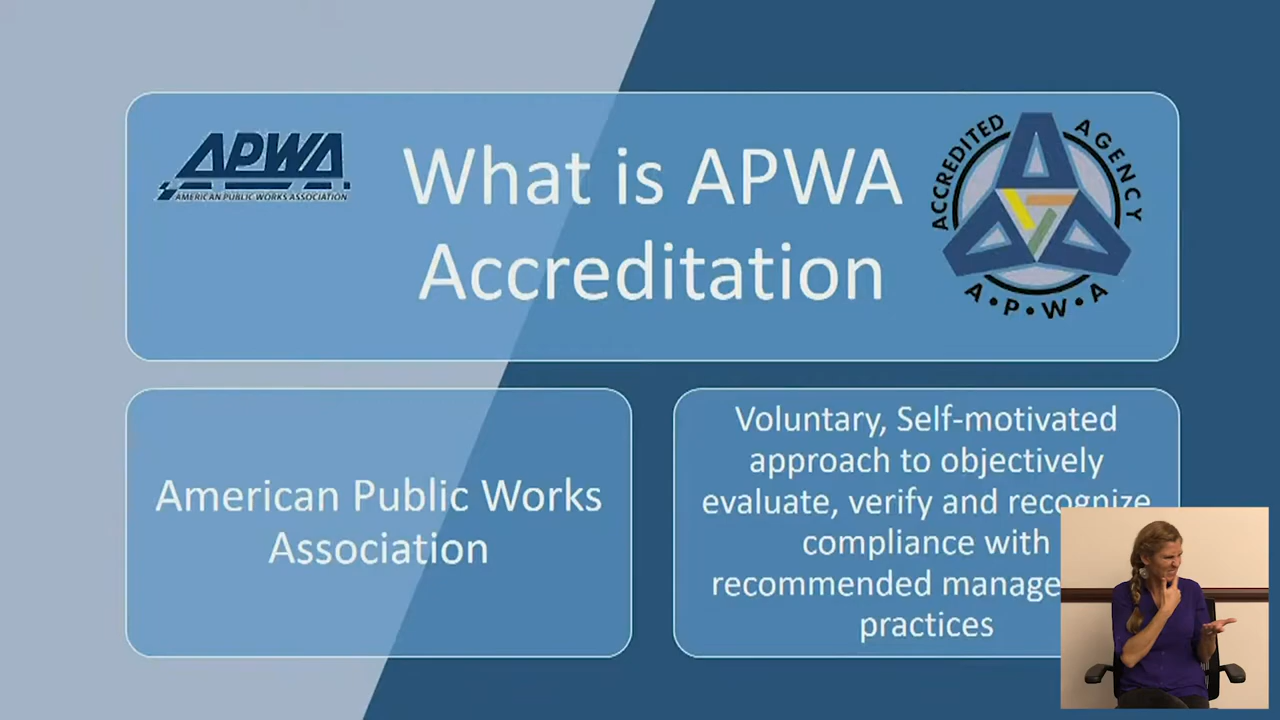 APWA
AMERICAN PUBLIC WORKS ASSOCIATION
What is APWA
Accreditation
ACCREDITED AGENCY
A•P•W•A
American Public Works
Association
Voluntary, Self-motivated
approach to objectively
evaluate, verify and recognize
compliance with
recommended
practices